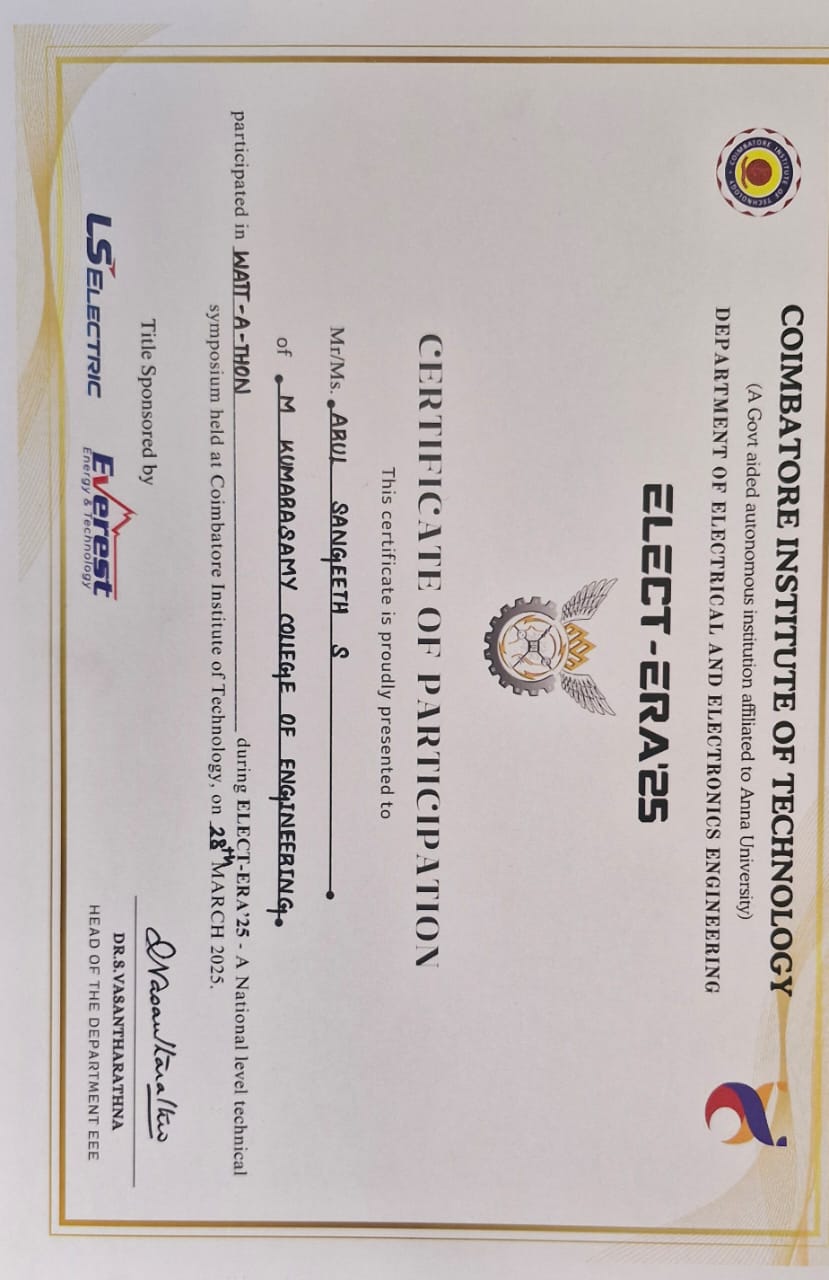 COIMBATORE INSTITUTE OF TECHNOLOGY
(A Govt aided autonomous institution affiliated to Anna University)
DEPARTMENT OF ELECTRICAL AND ELECTRONICS ENGINEERING
COIMBATORE INSTITUTE OF TECHNOLOGY
ELECT-ERA'25
CERTIFICATE OF PARTICIPATION
This certificate is proudly presented to
Mr/Ms. ARUL SANGEETH S
of M KUMARASAMY COLLEGE OF ENGINEERING
participated in WATT-A-THON during ELECT-ERA'25 - A National level technical
symposium held at Coimbatore Institute of Technology, on 28th MARCH 2025.
Title Sponsored by
LS ELECTRIC
Everest
Energy & Technology
DR.S.VASANTHARATHNA
HEAD OF THE DEPARTMENT EEE